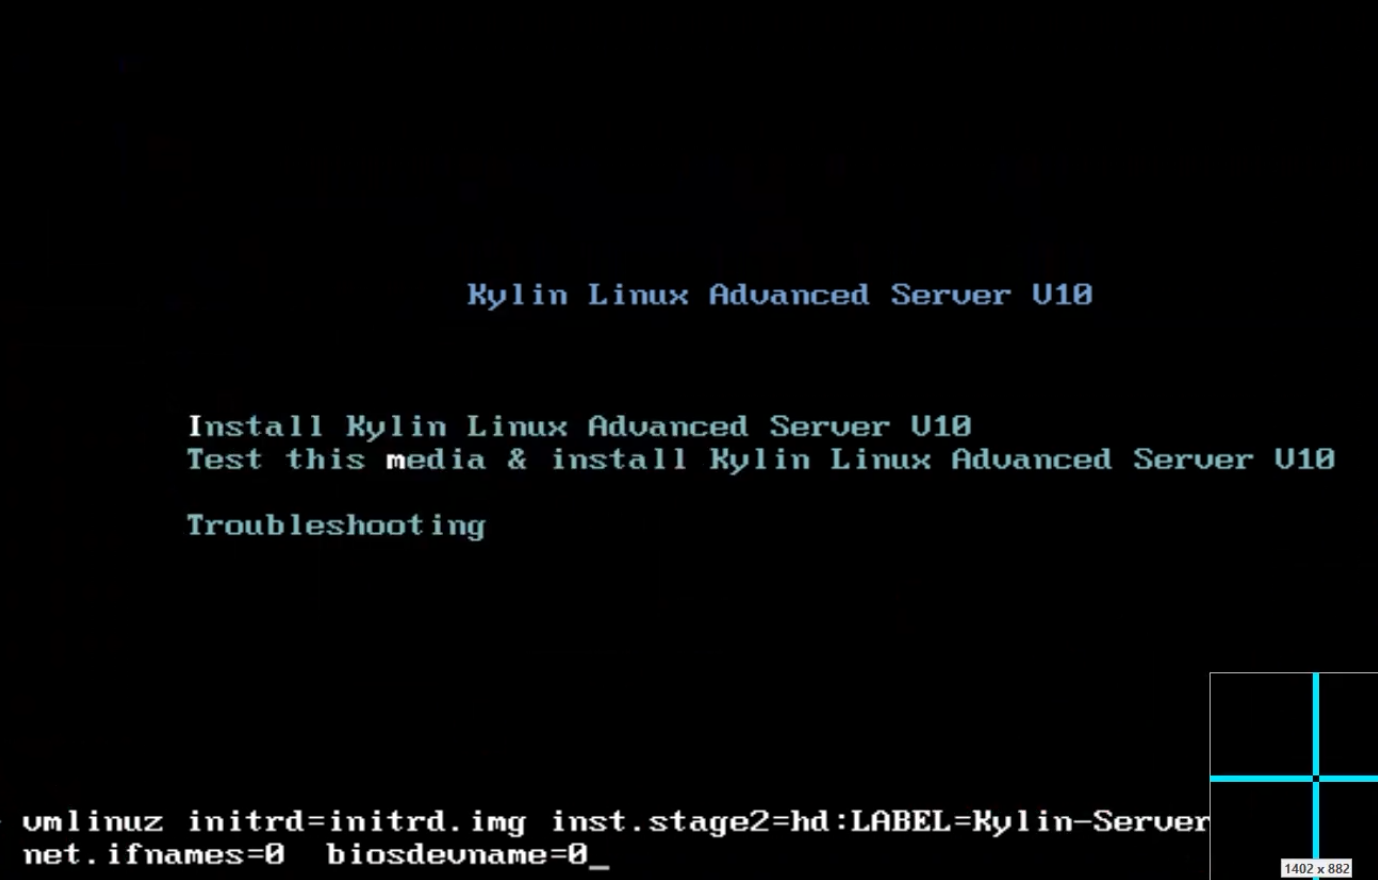 Kylin Linux Advanced Server V10
Install Kylin Linux Advanced Server V10
Test this media & install Kylin Linux Advanced Server V10
Troubleshooting
vmlinuz initrd=initrd.img inst.stage2=hd:LABEL=Kylin-Server
net.ifnames=0  biosdevname=0_
1402 x 882